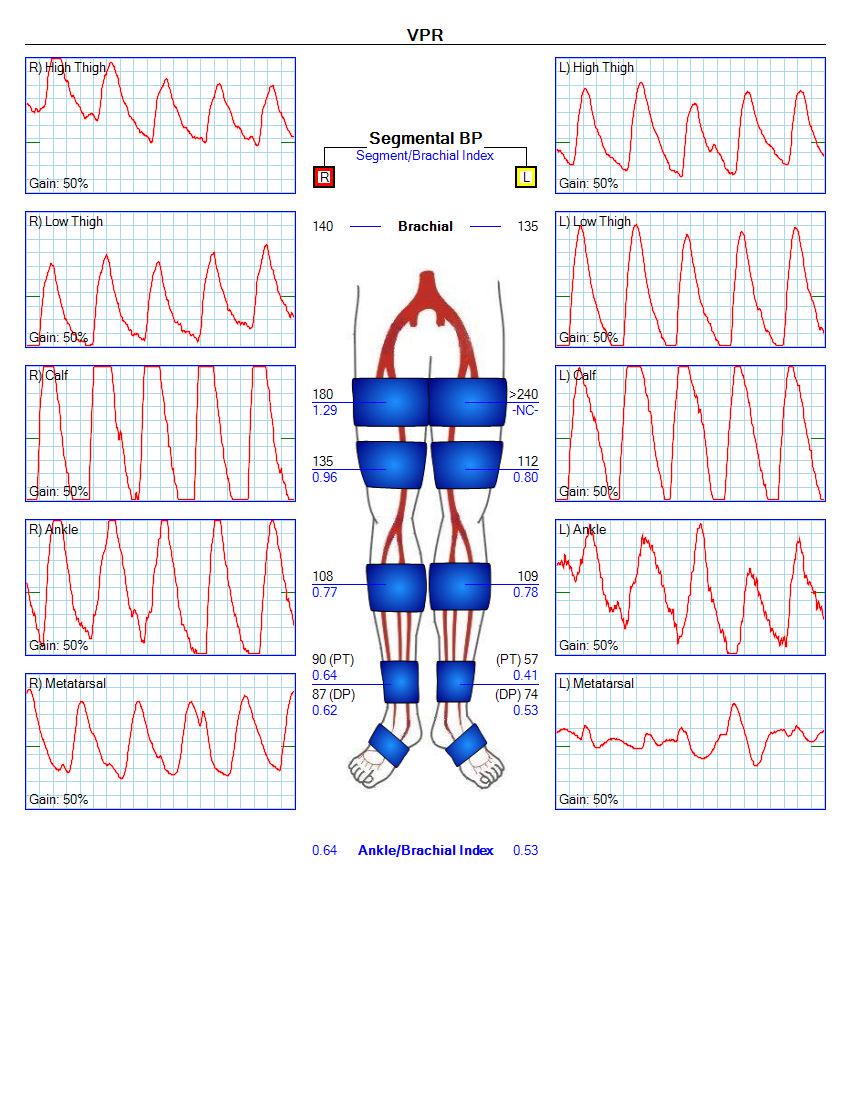 VPR
R) High Thigh
Gain: 50%
L) High Thigh
Gain: 50%
Segmental BP
Segment/Brachial Index
R
L
140
Brachial
135
R) Low Thigh
Gain: 50%
L) Low Thigh
Gain: 50%
R) Calf
Gain: 50%
L) Calf
Gain: 50%
180
1.29
>240
-NC-
135
0.96
112
0.80
R) Ankle
Gain: 50%
L) Ankle
Gain: 50%
108
0.77
109
0.78
90 (PT)
0.64
87 (DP)
0.62
(PT) 57
0.41
(DP) 74
0.53
R) Metatarsal
Gain: 50%
L) Metatarsal
Gain: 50%
0.64 Ankle/Brachial Index 0.53